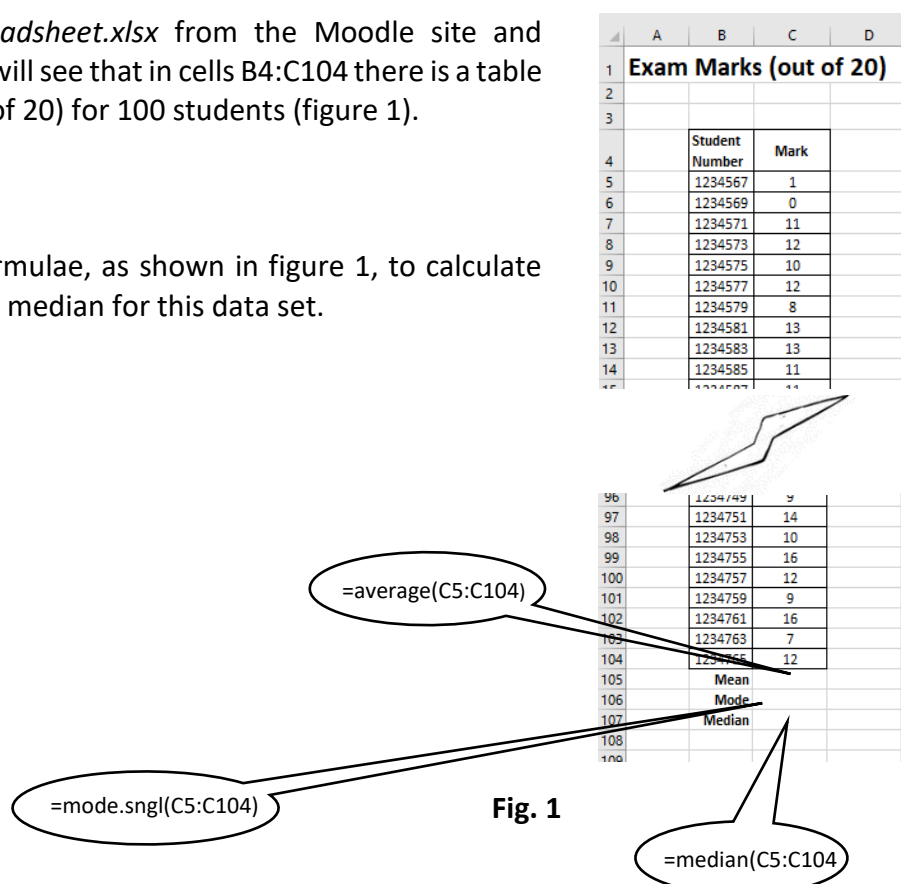 adsheet.xlsx from the Moodle site and
will see that in cells B4:C104 there is a table
of 20) for 100 students (figure 1).
rmulae, as shown in figure 1, to calculate
median for this data set.
A B C D
1 Exam Marks (out of 20)
2
3
4 Student Number Mark
5 1234567 1
6 1234569 0
7 1234571 11
8 1234573 12
9 1234575 10
10 1234577 12
11 1234579 8
12 1234581 13
13 1234583 13
14 1234585 11
96 1234749 9
97 1234751 14
98 1234753 10
99 1234755 16
100 1234757 12
101 1234759 9
102 1234761 16
103 1234763 7
104 1234765 12
105 Mean
106 Mode
107 Median
108
109
=average(C5:C104)
=mode.sngl(C5:C104)
Fig. 1
=median(C5:C104